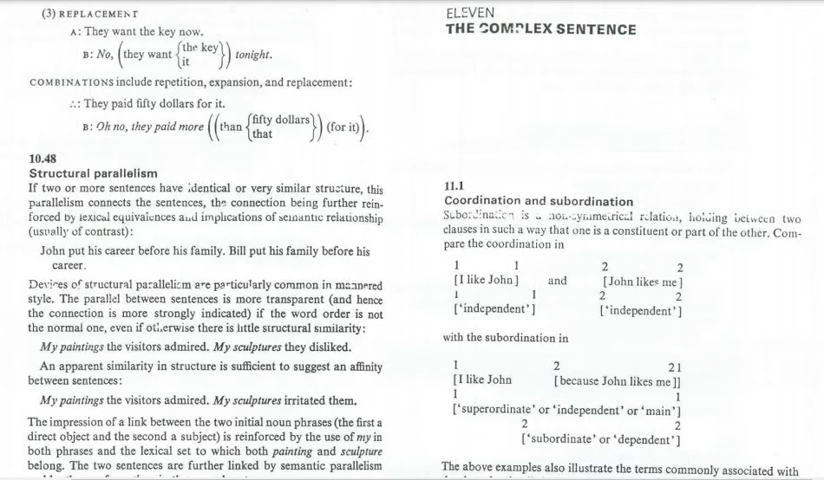 (3) REPLACEMENT
A: They want the key now.
B: No, (they want {the key
it}) tonight.
COMBINATIONS include repetition, expansion, and replacement:
A: They paid fifty dollars for it.
B: Oh no, they paid more ((than {fifty dollars
that}) (for it)).
10.48
Structural parallelism
If two or more sentences have identical or very similar structure, this
parallelism connects the sentences, the connection being further rein-
forced by lexical equivalences and implications of semantic relationship
(usually of contrast):
John put his career before his family. Bill put his family before his
career.
Devices of structural parallelism are particularly common in mannered
style. The parallel between sentences is more transparent (and hence
the connection is more strongly indicated) if the word order is not
the normal one, even if otherwise there is little structural similarity:
My paintings the visitors admired. My sculptures they disliked.
An apparent similarity in structure is sufficient to suggest an affinity
between sentences:
My paintings the visitors admired. My sculptures irritated them.
The impression of a link between the two initial noun phrases (the first a
direct object and the second a subject) is reinforced by the use of my in
both phrases and the lexical set to which both painting and sculpture
belong. The two sentences are further linked by semantic parallelism
ELEVEN
THE COMPLEX SENTENCE
11.1
Coordination and subordination
Subordination is a non-symmetrical relation, holding between two
clauses in such a way that one is a constituent or part of the other. Com-
pare the coordination in
1 1 2 2
[I like John] and [John likes me]
1 1 2 2
['independent'] ['independent']
with the subordination in
1 2 21
[I like John [because John likes me]]
1 1
['superordinate' or 'independent' or 'main']
2 2
['subordinate' or 'dependent']
The above examples also illustrate the terms commonly associated with